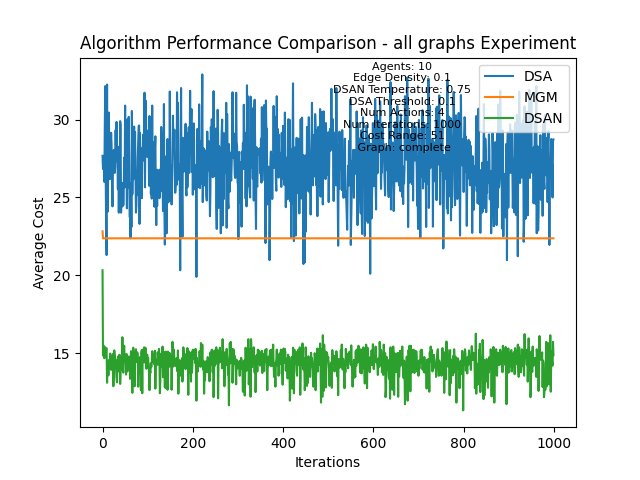 Algorithm Performance Comparison - all graphs Experiment
Agents: 10
Edge Density: 0.1
DSAN Temperature: 0.75
DSA Threshold: 0.1
Num Actions: 4
Num Iterations: 1000
Cost Range: 51
Graph: complete
DSA
MGM
DSAN
Average Cost
30
25
20
15
0 200 400 600 800 1000
Iterations